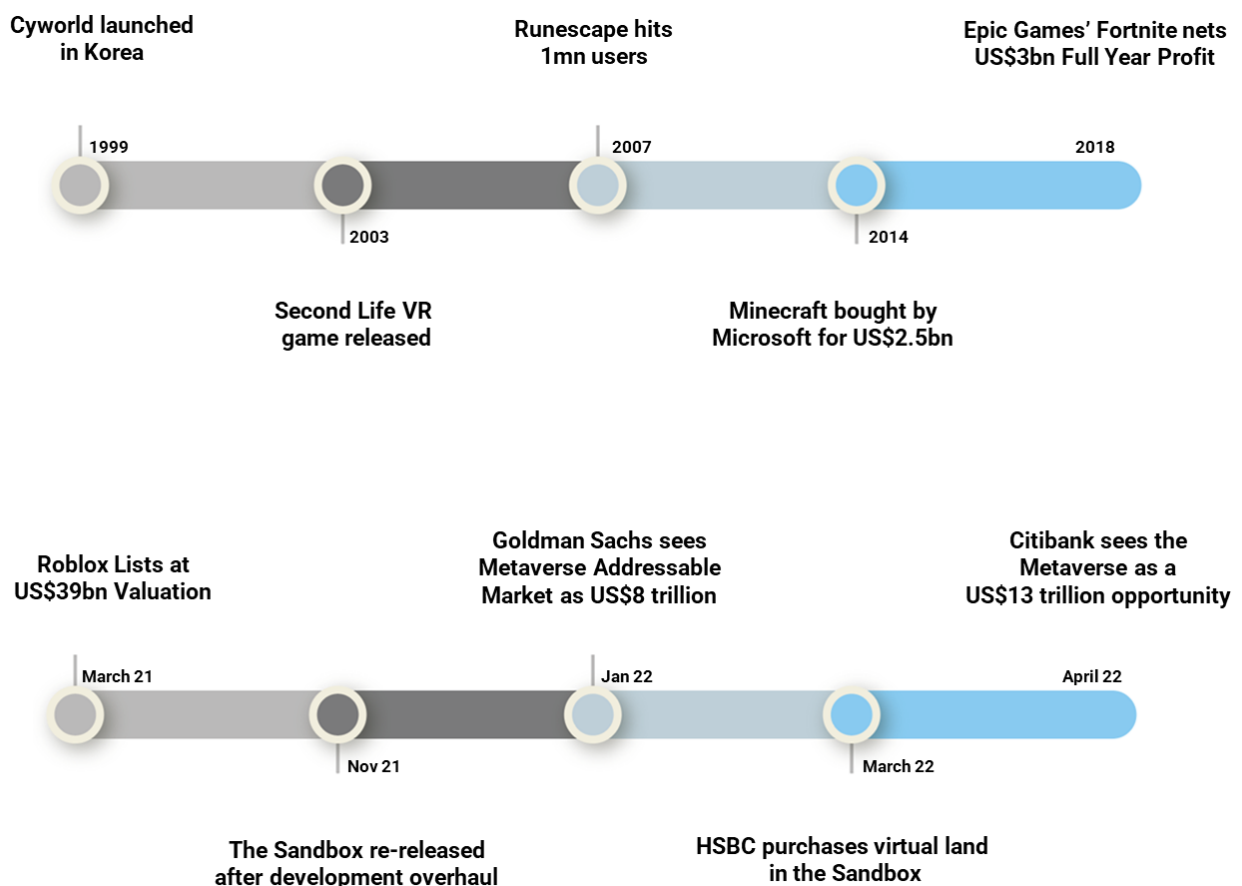 Cyworld launched
in Korea
Runescape hits
1mn users
Epic Games’ Fortnite nets
US$3bn Full Year Profit
1999
2007
2018
2003
2014
Second Life VR
game released
Minecraft bought by
Microsoft for US$2.5bn
Roblox Lists at
US$39bn Valuation
Goldman Sachs sees
Metaverse Addressable
Market as US$8 trillion
Citibank sees the
Metaverse as a
US$13 trillion opportunity
March 21
Jan 22
April 22
Nov 21
March 22
The Sandbox re-released
after development overhaul
HSBC purchases virtual land
in the Sandbox